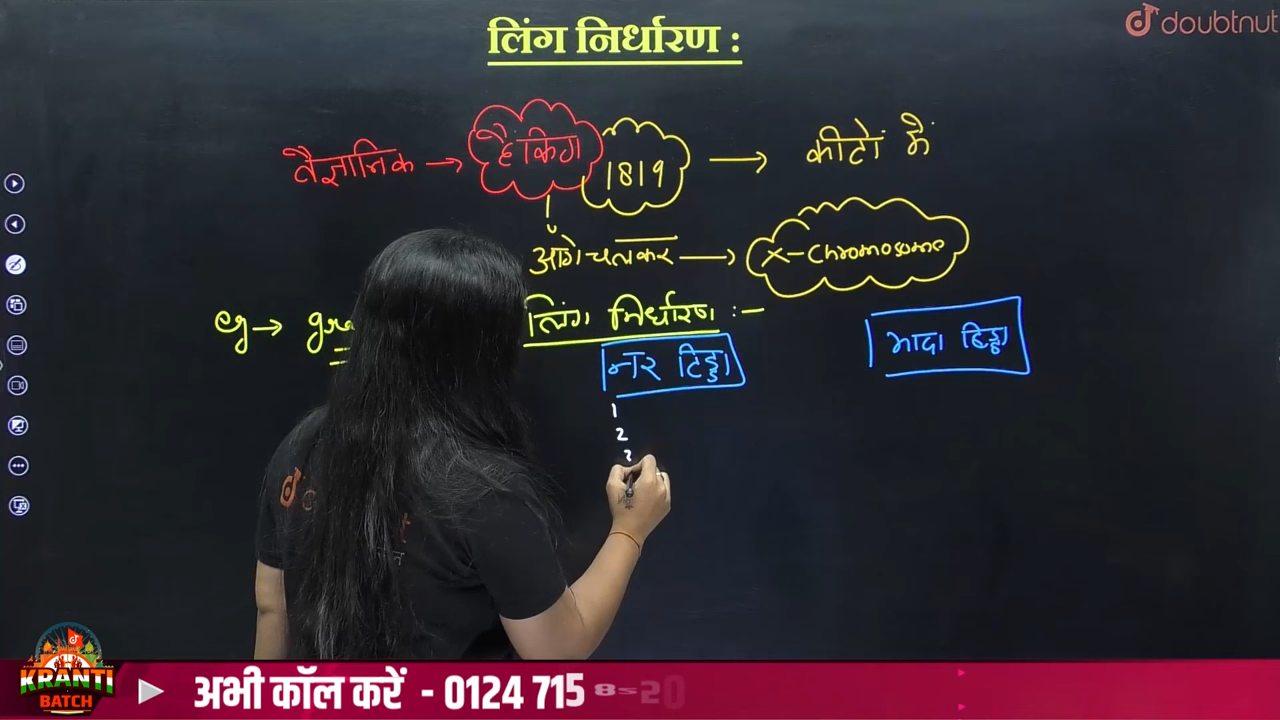 लिंग निर्धारण :
doubtnut
वैज्ञानिक → हैंकिंग 1819 → कीटों में
आगे चलकर → X-Chromosome
eg →
लिंग निर्धारण :-
नर टिड्डा
मादा टिड्डा
1
2
KRANTI
BATCH
अभी कॉल करें - 0124 715